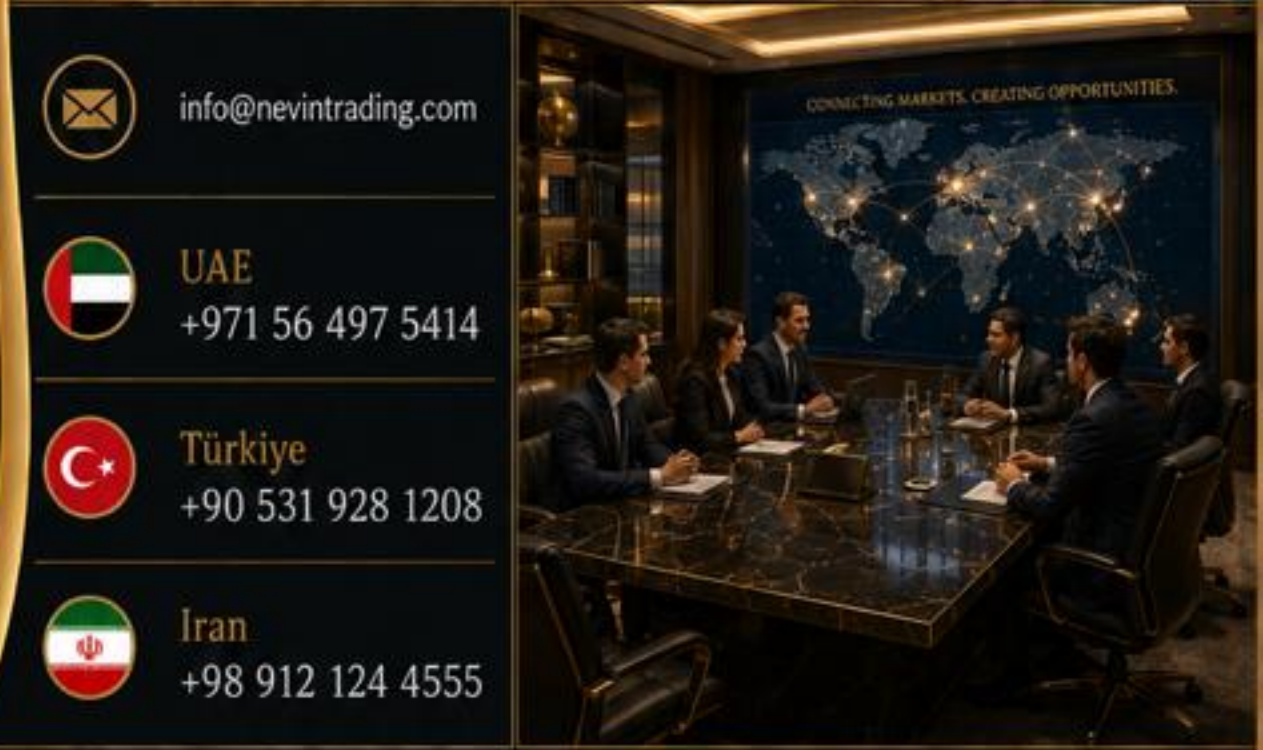 info@nevintrading.com
UAE
+971 56 497 5414
Türkiye
+90 531 928 1208
Iran
+98 912 124 4555
CONNECTING MARKETS. CREATING OPPORTUNITIES.